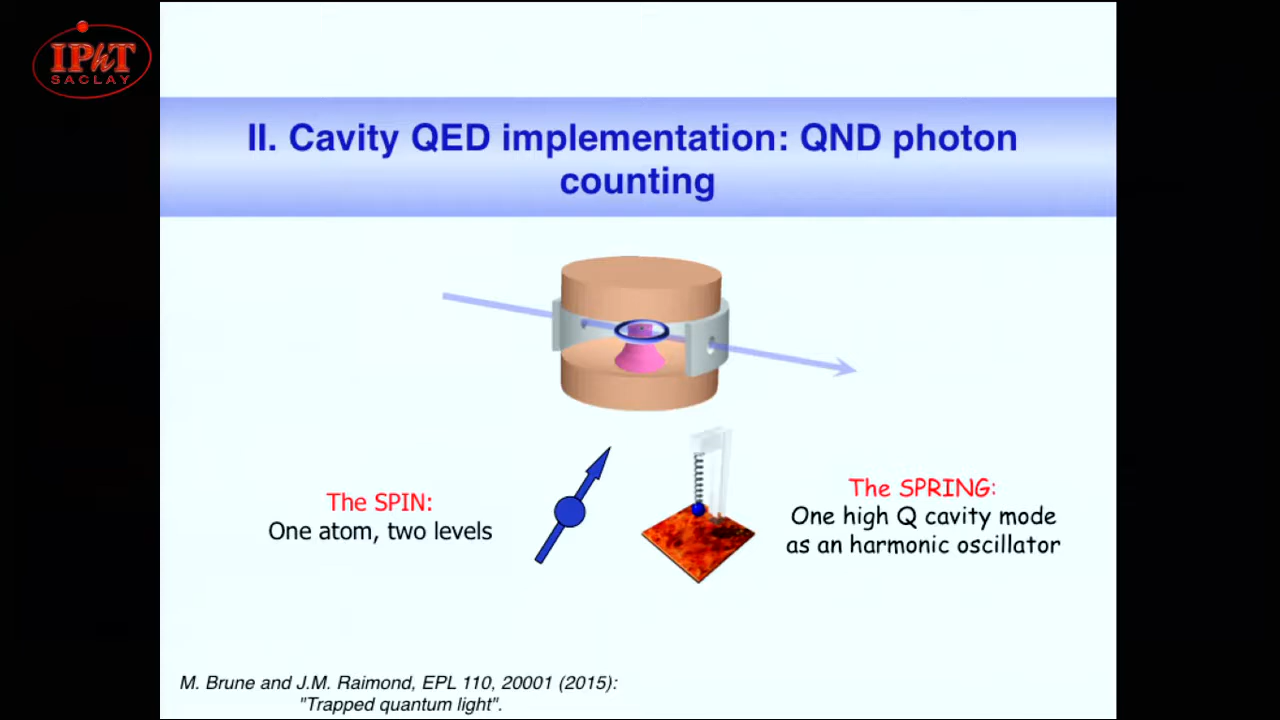 IPhT
SACLAY
II. Cavity QED implementation: QND photon
counting
The SPIN:
One atom, two levels
The SPRING:
One high Q cavity mode
as an harmonic oscillator
M. Brune and J.M. Raimond, EPL 110, 20001 (2015):
"Trapped quantum light".